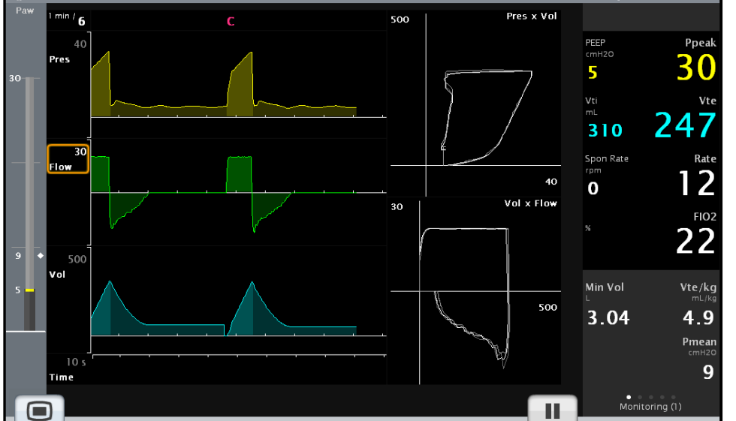 Paw
1 min / 6
C
500
Pres x Vol
40
Pres
30
30
Flow
9
5
500
Vol
10 s
Time
40
30
Vol x Flow
500
PEEP
cmH2O
5
Ppeak
30
Vti
mL
310
Vte
247
Spon Rate
rpm
0
Rate
12
%
FIO2
22
Min Vol
L
3.04
Vte/kg
mL/kg
4.9
Pmean
cmH2O
9
Monitoring (1)